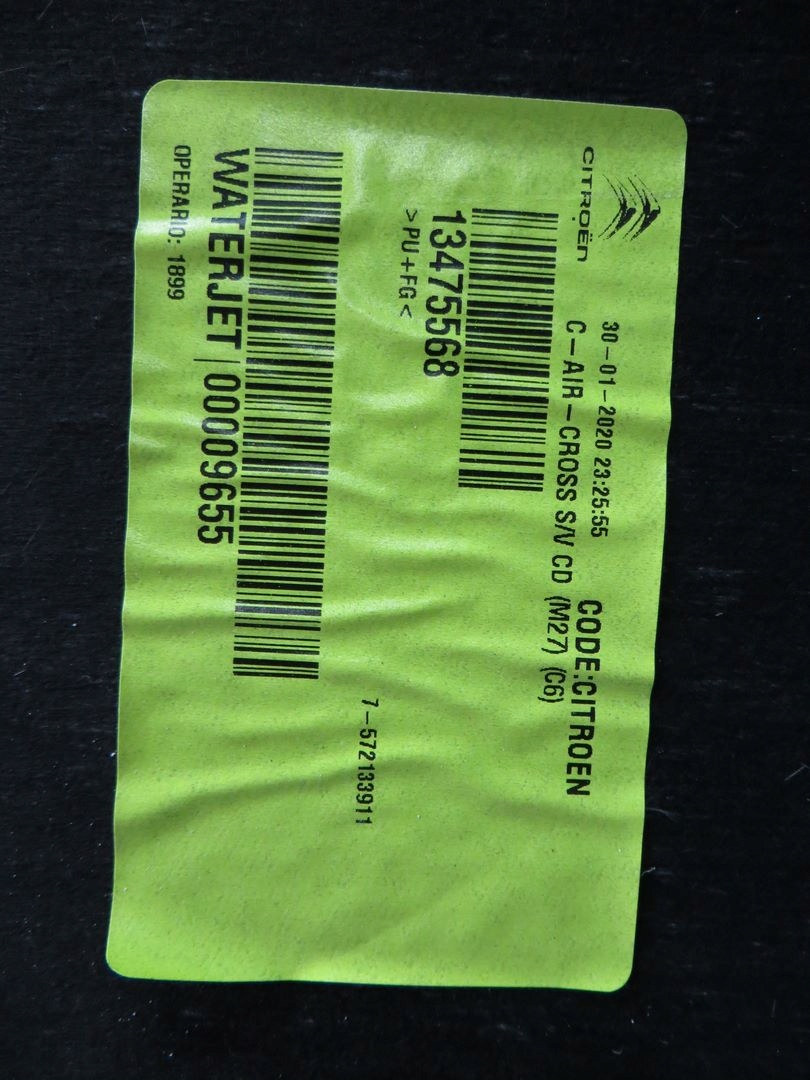 CITROËN
30-01-2020 23:25:55
CODE:CITROEN
C-AIR-CROSS S/V CD (M27) (C6)
13475568
>PU+FG<
7-572133911
WATERJET | 00009655
OPERARIO: 1899